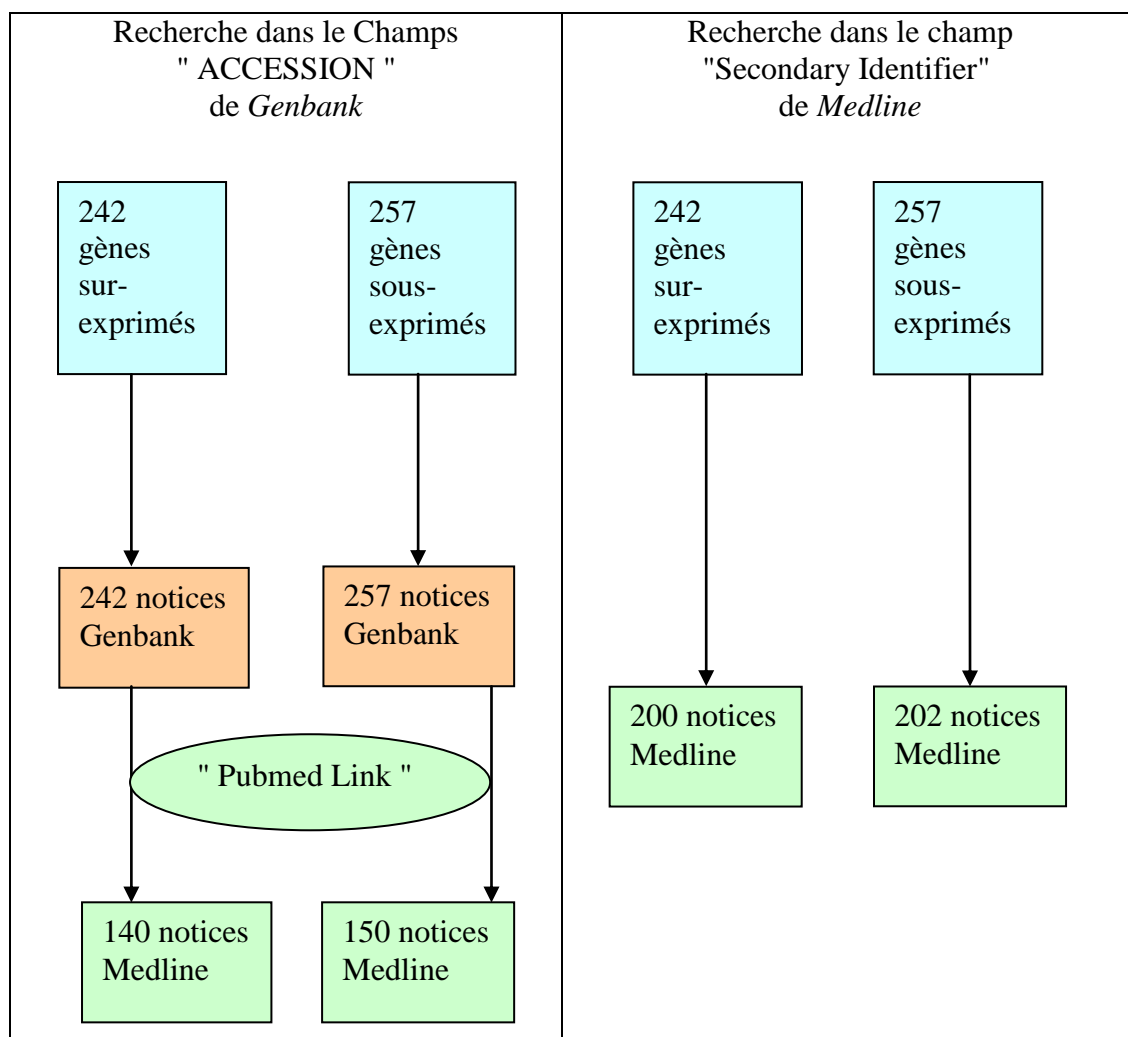 Recherche dans le Champs
" ACCESSION "
de Genbank
242
gènes
sur-
exprimés
257
gènes
sous-
exprimés
242 notices
Genbank
257 notices
Genbank
" Pubmed Link "
140 notices
Medline
150 notices
Medline
Recherche dans le champ
"Secondary Identifier"
de Medline
242
gènes
sur-
exprimés
257
gènes
sous-
exprimés
200 notices
Medline
202 notices
Medline